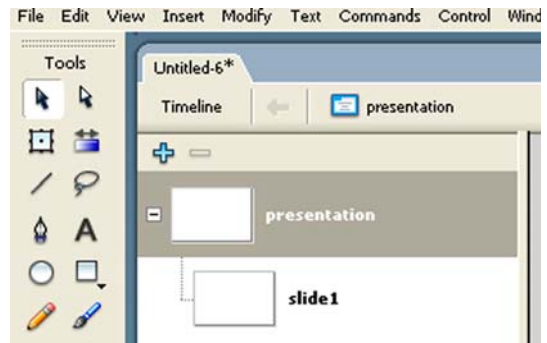 File Edit View Insert Modify Text Commands Control Wind
Tools
Untitled-6*
Timeline presentation
presentation
slide1
A